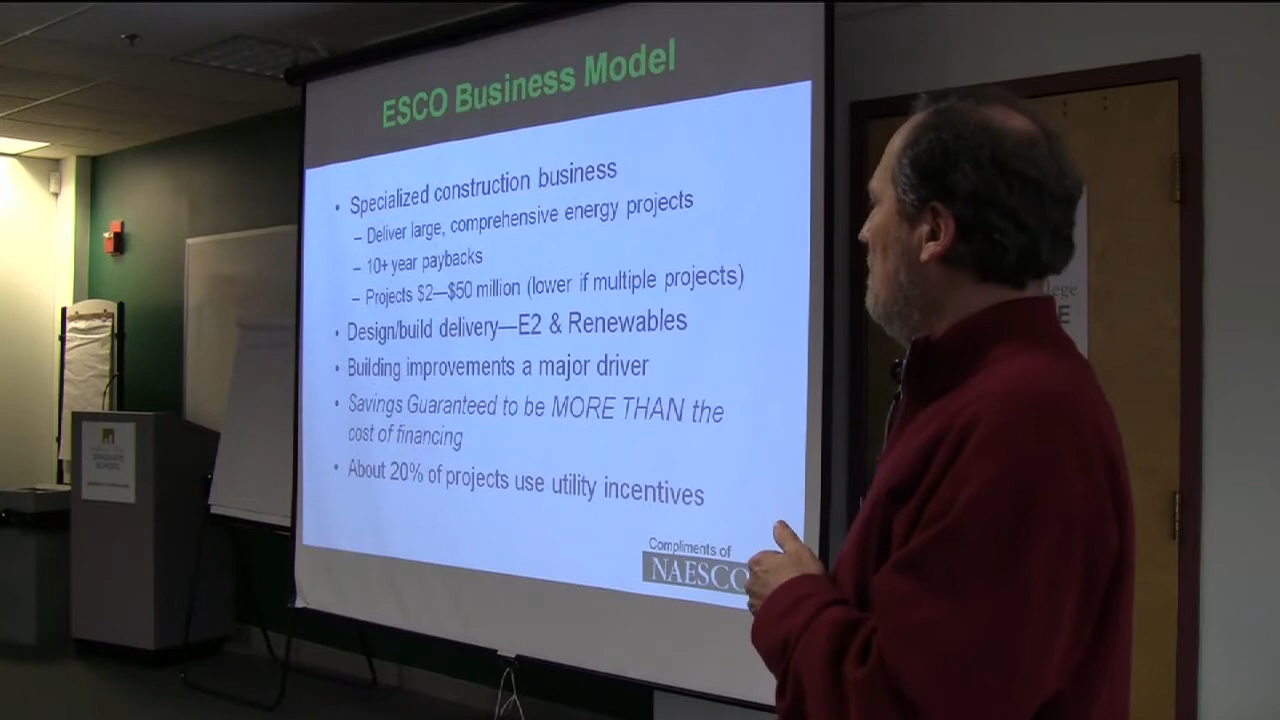 ESCO Business Model
• Specialized construction business
– Deliver large, comprehensive energy projects
– 10+ year paybacks
– Projects $2—$50 million (lower if multiple projects)
• Design/build delivery—E2 & Renewables
• Building improvements a major driver
• Savings Guaranteed to be MORE THAN the
cost of financing
• About 20% of projects use utility incentives
Compliments of
NAESCO